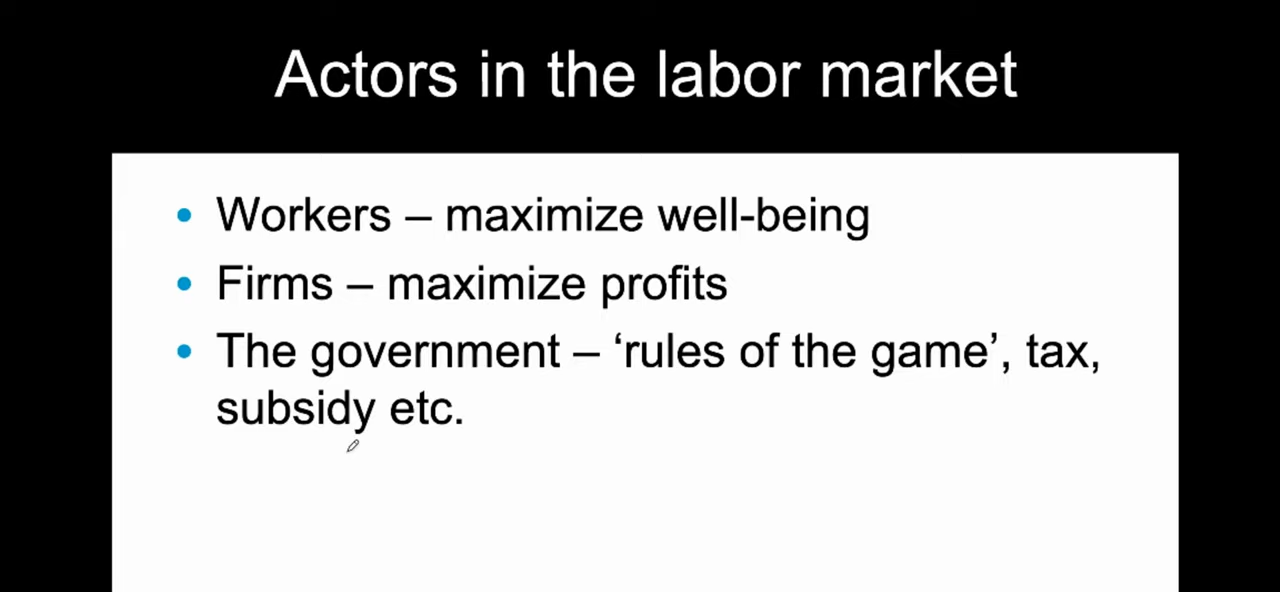 Actors in the labor market
• Workers – maximize well-being
• Firms – maximize profits
• The government – ‘rules of the game’, tax,
subsidy etc.